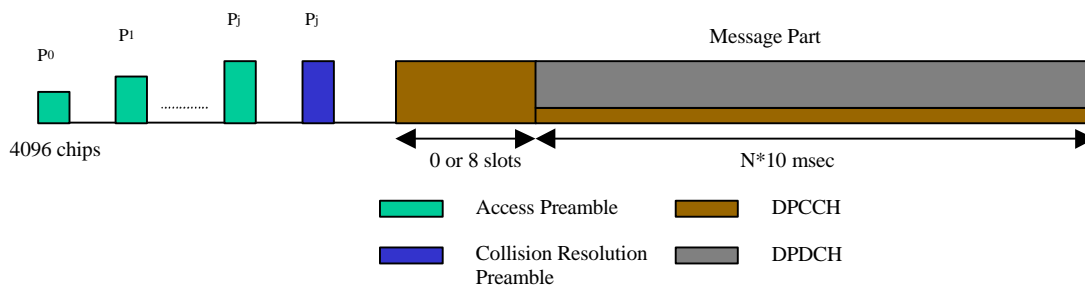 P0
P1
Pj
Pj
Message Part
............
4096 chips
0 or 8 slots
N*10 msec
Access Preamble
DPCCH
Collision Resolution
Preamble
DPDCH